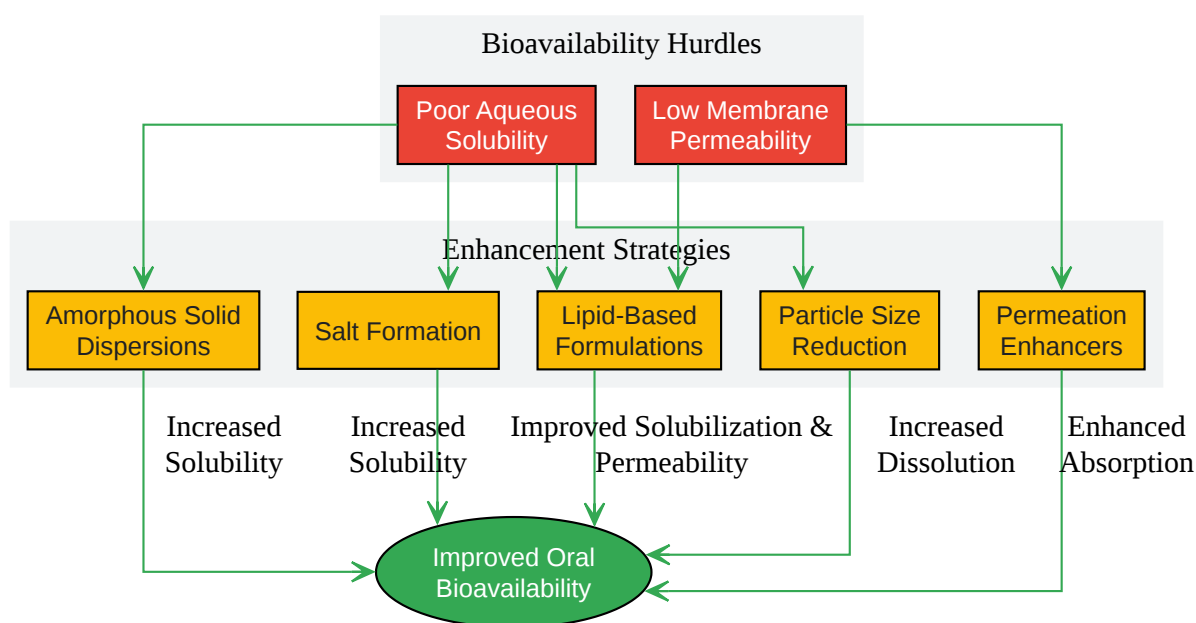 Bioavailability Hurdles
Poor Aqueous
Solubility
Low Membrane
Permeability
Enhancement Strategies
Amorphous Solid
Dispersions
Salt Formation
Lipid-Based
Formulations
Particle Size
Reduction
Permeation
Enhancers
Increased
Solubility
Increased
Solubility
Improved Solubilization &
Permeability
Increased
Dissolution
Enhanced
Absorption
Improved Oral
Bioavailability